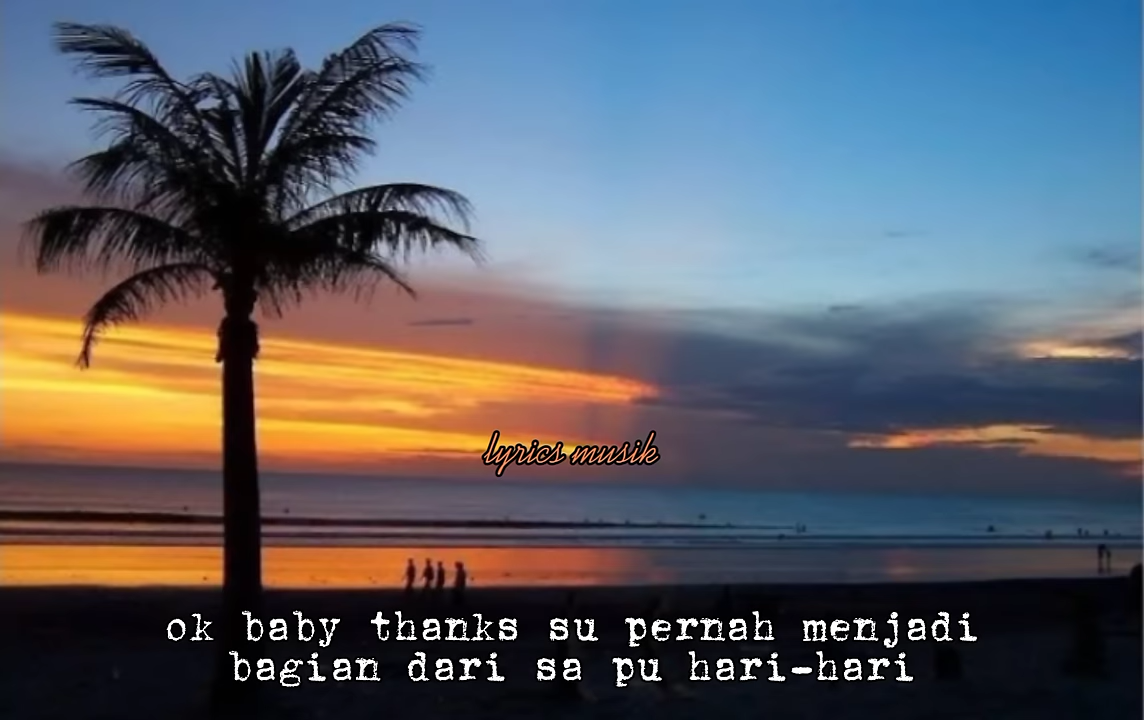 lyrics musik
ok baby thanks su pernah menjadi
bagian dari sa pu hari-hari